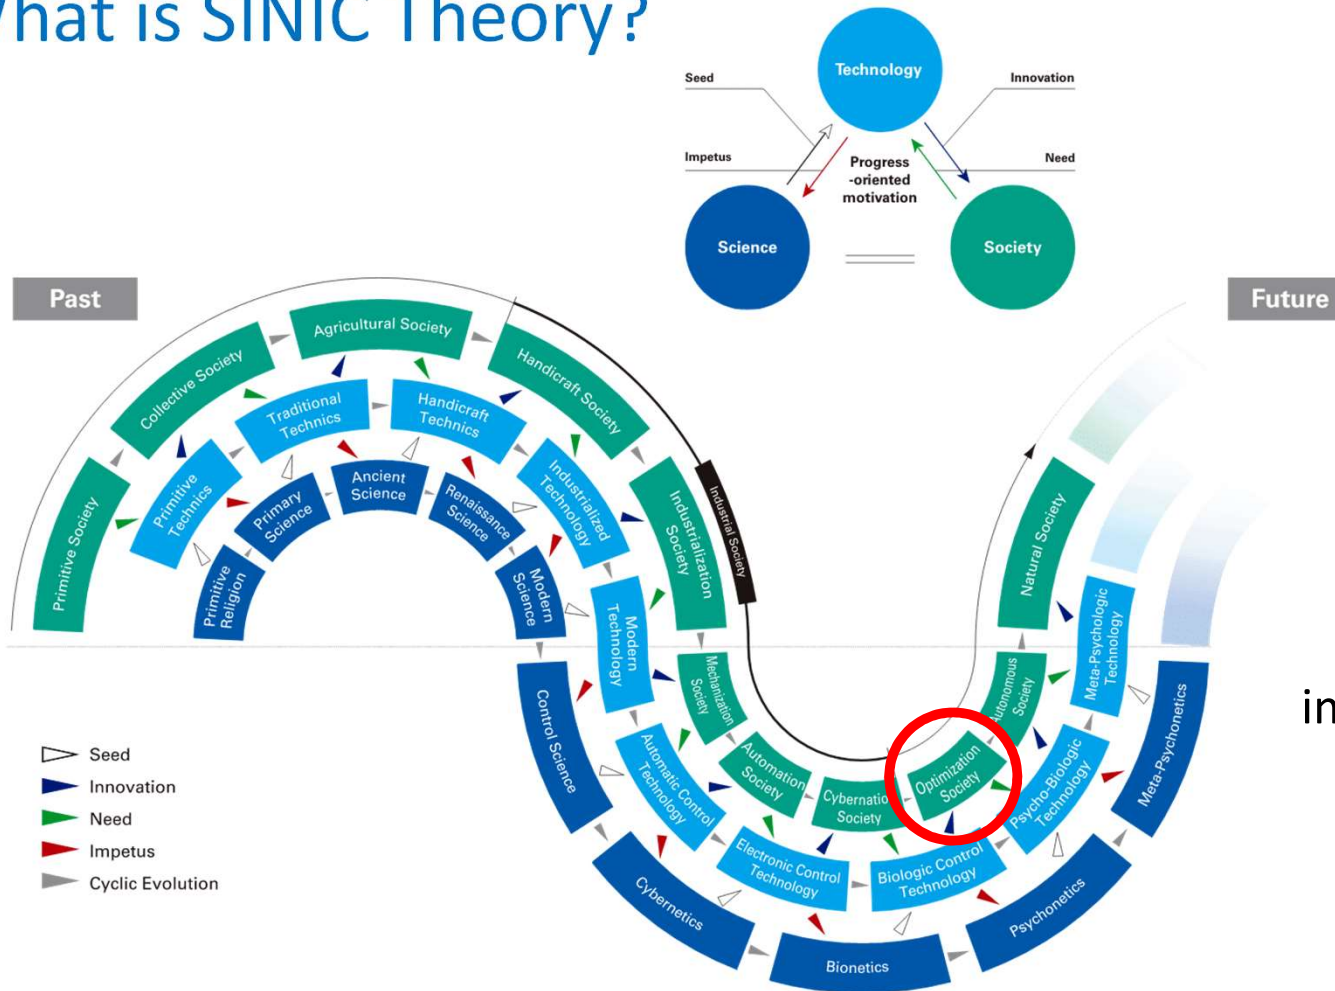 What is SINIC Theory?
Technology
Seed
Innovation
Impetus
Need
Progress
-oriented
motivation
Science
Society
Past
Future
Primitive Society
Collective Society
Agricultural Society
Handicraft Society
Industrialization
Society
Industrial Society
Mechanization
Society
Automation
Society
Society
Optimization
Society
Autonomous
Society
Natural Society
Primitive
Technics
Traditional
Technics
Handicraft
Technics
Industrialized
Technology
Modern
Technology
Automatic Control
Technology
Electronic Control
Technology
Biologic Control
Technology
Psycho-Biologic
Technology
Meta-Psychologic
Technology
Primitive
Religion
Primary
Science
Ancient
Science
Renaissance
Science
Modern
Science
Control Science
Cybernetics
Bionetics
Psychonetics
Meta-Psychonetics
in
Seed
Innovation
Need
Impetus
Cyclic Evolution